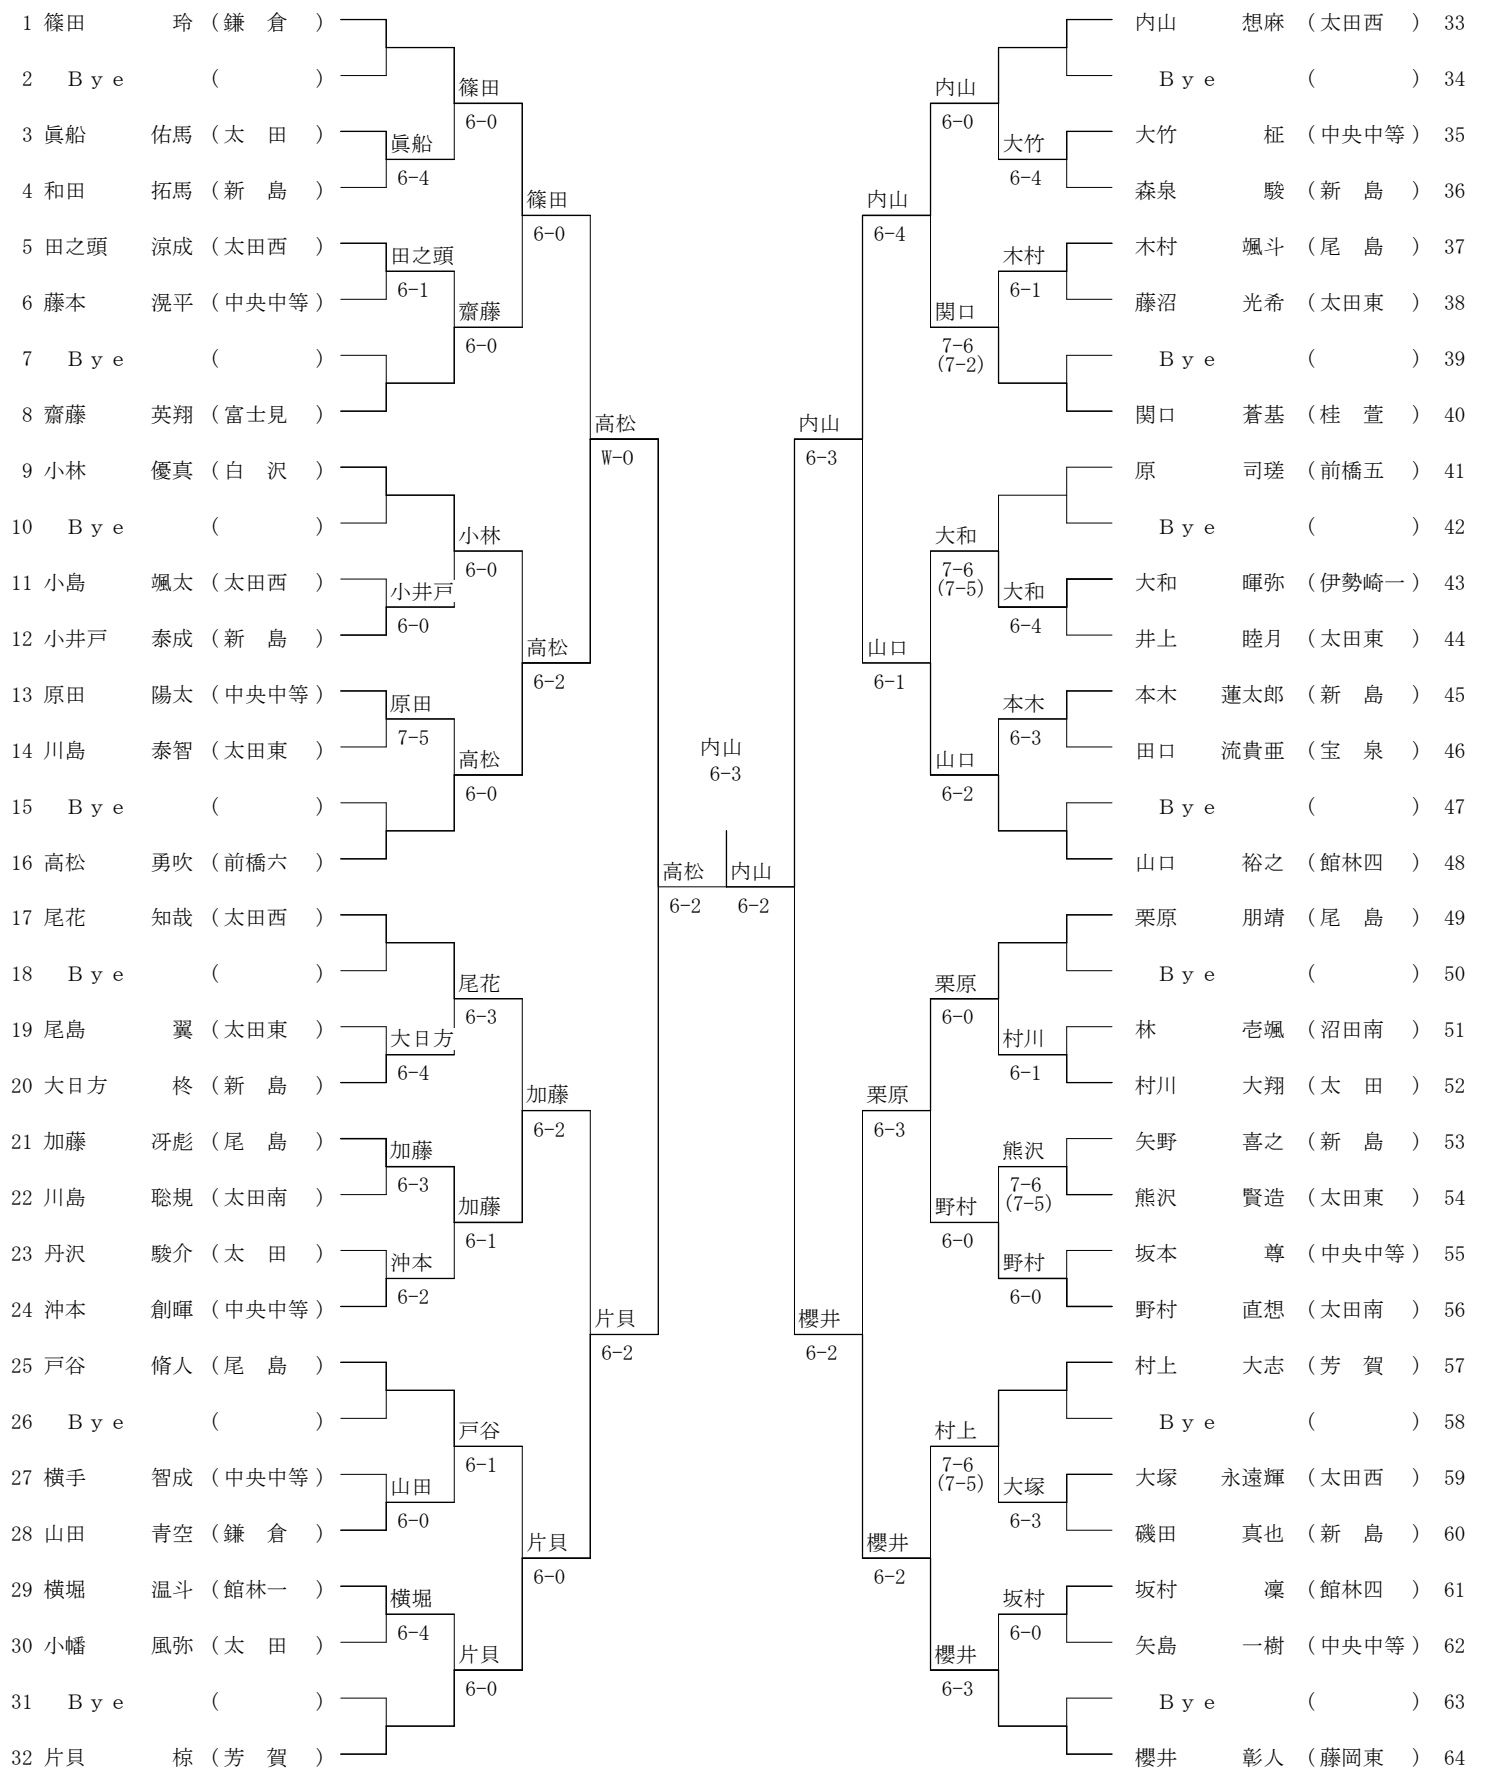 1 篠田 玲 （鎌 倉 ）
2 Ｂｙｅ （ ）
3 眞船 佑馬 （太 田 ）
4 和田 拓馬 （新 島 ）
5 田之頭 涼成 （太田西 ）
6 藤本 滉平 （中央中等）
7 Ｂｙｅ （ ）
8 齋藤 英翔 （富士見 ）
9 小林 優真 （白 沢 ）
10 Ｂｙｅ （ ）
11 小島 颯太 （太田西 ）
12 小井戸 泰成 （新 島 ）
13 原田 陽太 （中央中等）
14 川島 泰智 （太田東 ）
15 Ｂｙｅ （ ）
16 高松 勇吹 （前橋六 ）
17 尾花 知哉 （太田西 ）
18 Ｂｙｅ （ ）
19 尾島 翼 （太田東 ）
20 大日方 柊 （新 島 ）
21 加藤 冴彪 （尾 島 ）
22 川島 聡規 （太田南 ）
23 丹沢 駿介 （太 田 ）
24 沖本 創暉 （中央中等）
25 戸谷 脩人 （尾 島 ）
26 Ｂｙｅ （ ）
27 横手 智成 （中央中等）
28 山田 青空 （鎌 倉 ）
29 横堀 温斗 （館林一 ）
30 小幡 風弥 （太 田 ）
31 Ｂｙｅ （ ）
32 片貝 椋 （芳 賀 ）
眞船
6-4
田之頭
6-1
小井戸
6-0
原田
7-5
大日方
6-4
加藤
6-3
沖本
6-2
山田
6-0
横堀
6-4
篠田
6-0
齋藤
6-0
小林
6-0
高松
6-0
尾花
6-3
加藤
6-1
戸谷
6-1
片貝
6-0
篠田
6-0
高松
6-2
加藤
6-2
片貝
6-0
高松
W-0
片貝
6-2
高松
6-2
内山
6-3
内山
6-2
内山
6-3
櫻井
6-2
内山
6-4
山口
6-1
栗原
6-3
櫻井
6-2
内山
6-0
関口
7-6
(7-2)
大和
7-6
(7-5)
山口
6-2
栗原
6-0
野村
6-0
村上
7-6
(7-5)
櫻井
6-3
大竹
6-4
木村
6-1
大和
6-4
本木
6-3
村川
6-1
熊沢
7-6
(7-5)
野村
6-0
大塚
6-3
坂村
6-0
内山 想麻 （太田西 ） 33
Ｂｙｅ （ ） 34
大竹 柾 （中央中等） 35
森泉 駿 （新 島 ） 36
木村 颯斗 （尾 島 ） 37
藤沼 光希 （太田東 ） 38
Ｂｙｅ （ ） 39
関口 蒼基 （桂 萱 ） 40
原 司瑳 （前橋五 ） 41
Ｂｙｅ （ ） 42
大和 暉弥 （伊勢崎一） 43
井上 睦月 （太田東 ） 44
本木 蓮太郎 （新 島 ） 45
田口 流貴亜 （宝 泉 ） 46
Ｂｙｅ （ ） 47
山口 裕之 （館林四 ） 48
栗原 朋靖 （尾 島 ） 49
Ｂｙｅ （ ） 50
林 壱颯 （沼田南 ） 51
村川 大翔 （太 田 ） 52
矢野 喜之 （新 島 ） 53
熊沢 賢造 （太田東 ） 54
坂本 尊 （中央中等） 55
野村 直想 （太田南 ） 56
村上 大志 （芳 賀 ） 57
Ｂｙｅ （ ） 58
大塚 永遠輝 （太田西 ） 59
磯田 真也 （新 島 ） 60
坂村 凜 （館林四 ） 61
矢島 一樹 （中央中等） 62
Ｂｙｅ （ ） 63
櫻井 彰人 （藤岡東 ） 64